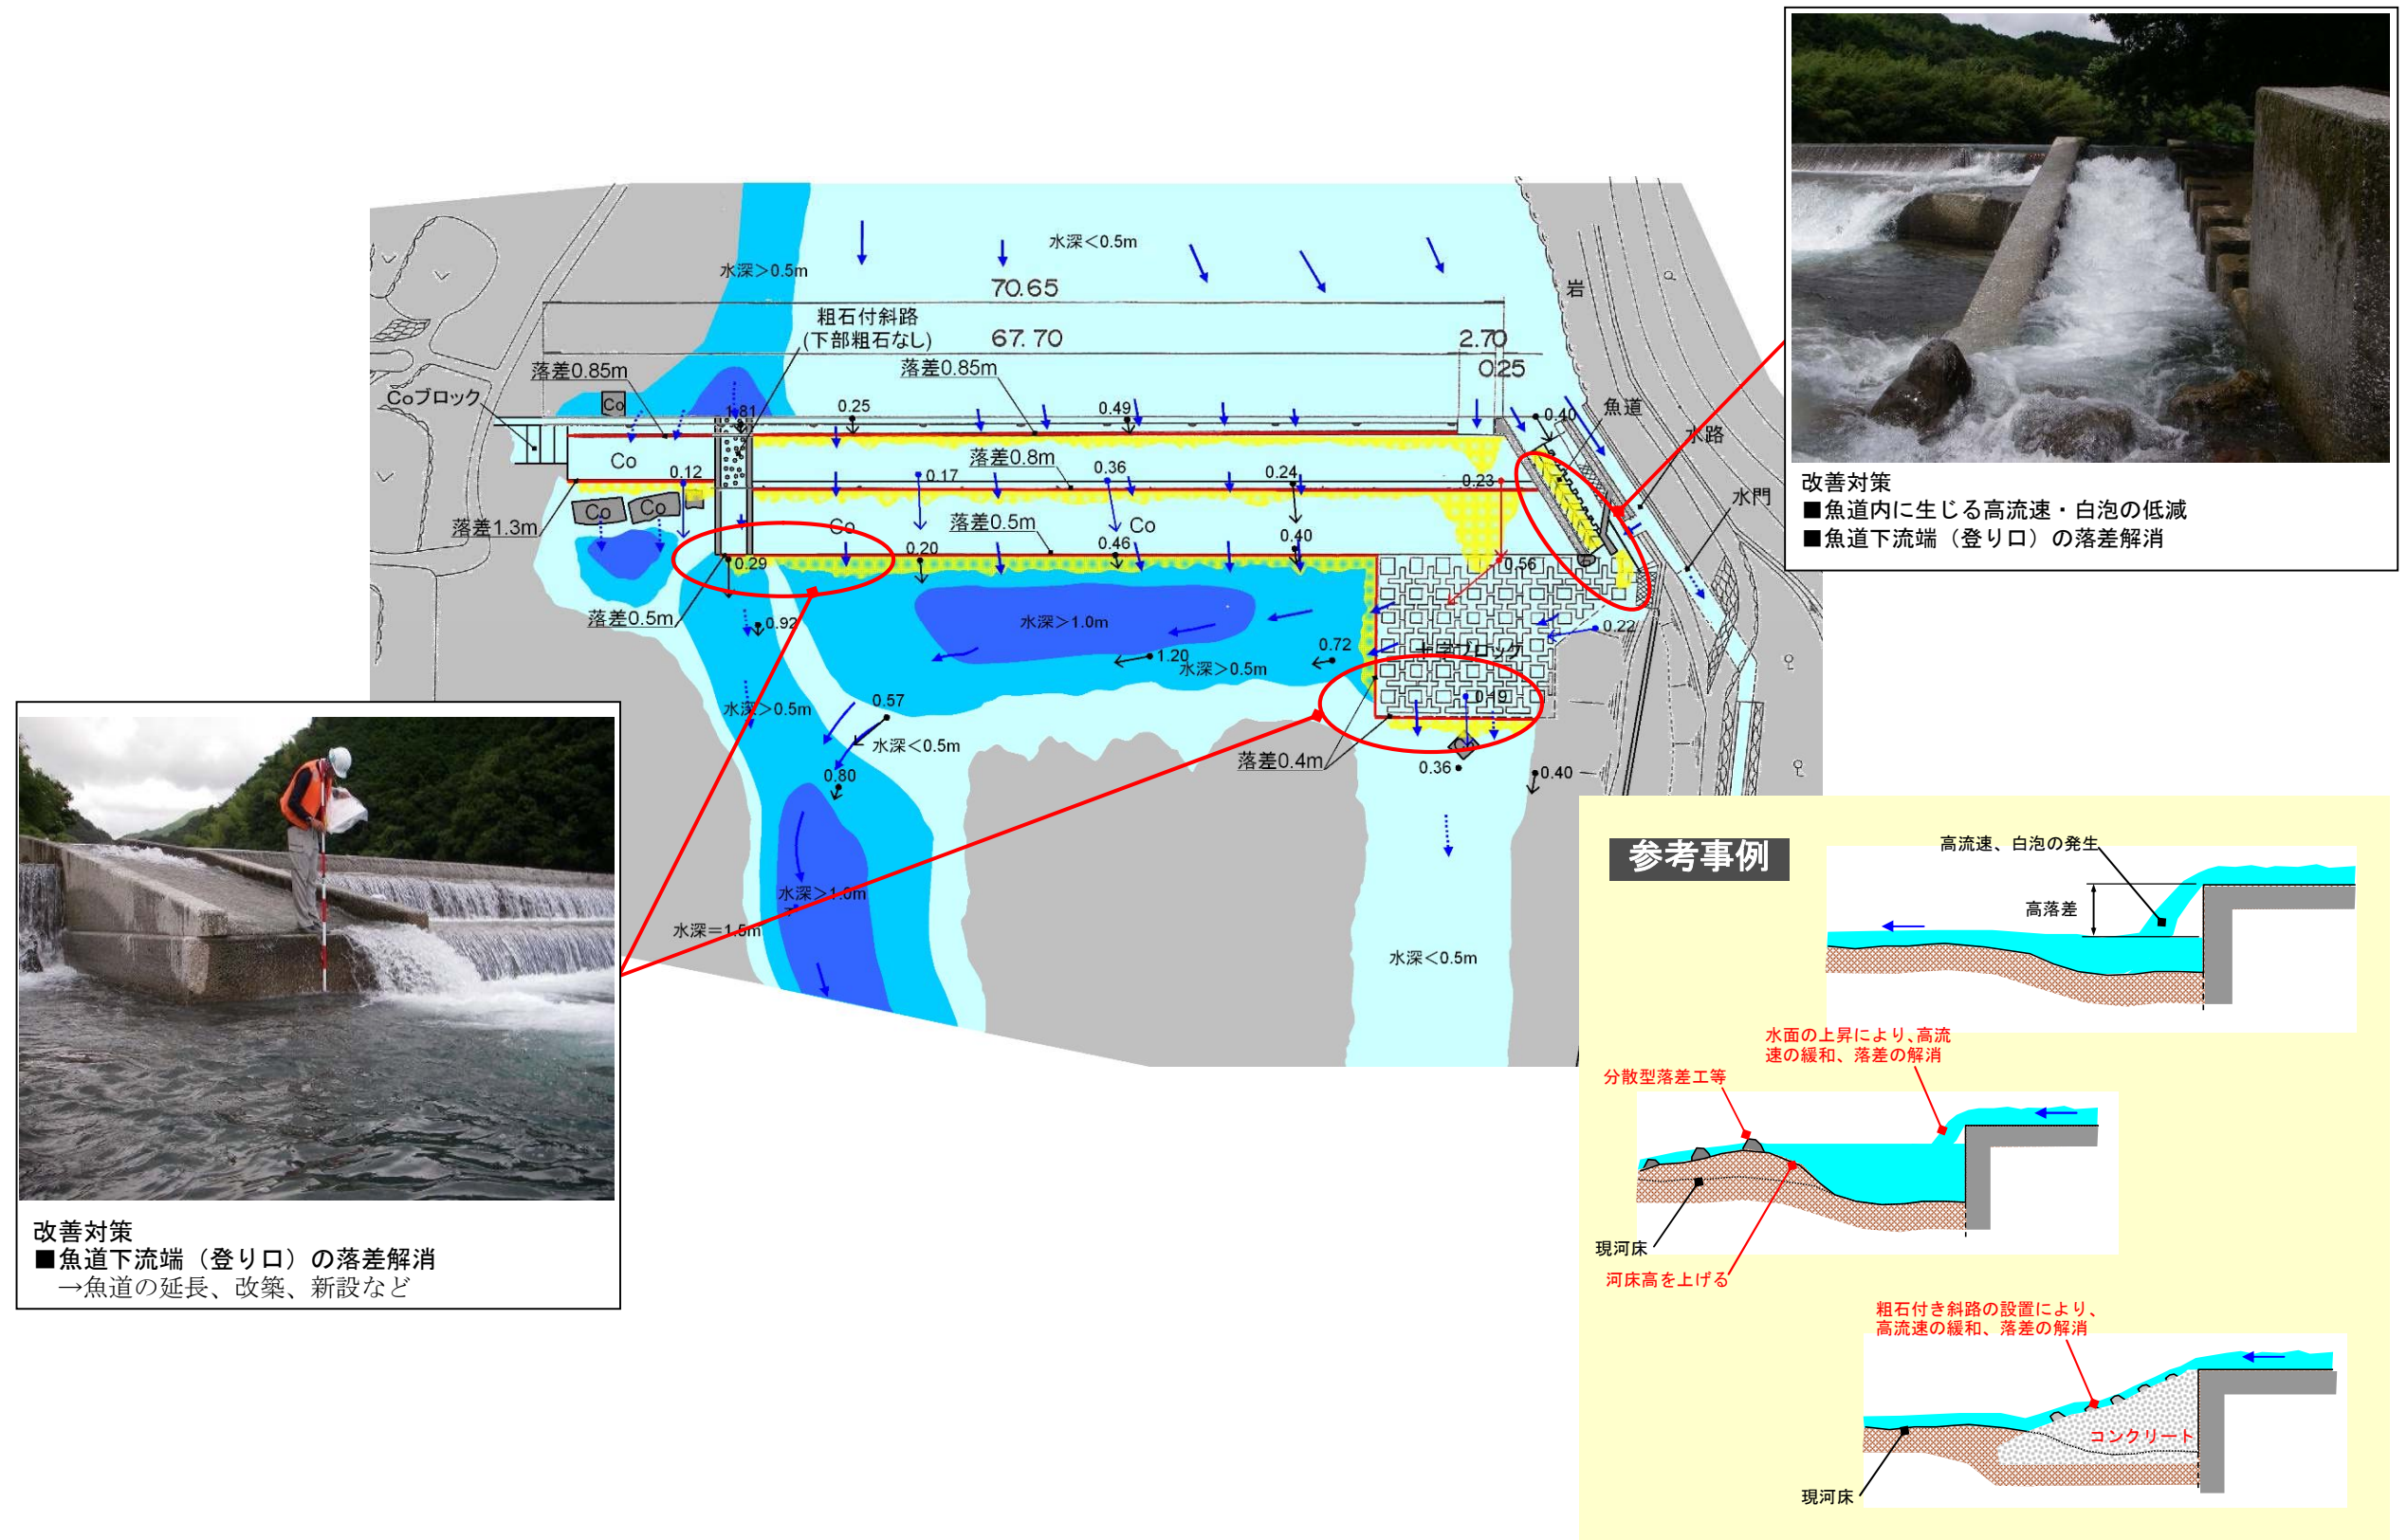 水深<0.5m
水深>0.5m
70.65
岩
粗石付斜路
(下部粗石なし)
67.70
2.70
0.25
落差0.85m
落差0.85m
Coブロック
Co
1.81
0.25
0.49
0.40
魚道
水路
Co
落差0.8m
0.12
0.17
0.36
0.24
0.23
水門
Co
Co
落差1.3m
Co
落差0.5m
Co
0.20
0.46
0.40
0.29
0.56
落差0.5m
0.92
水深>1.0m
0.22
1.20
0.72
十字ブロック
水深>0.5m
0.57
0.19
水深>0.5m
水深<0.5m
Co
落差0.4m
0.80
0.36
0.40
水深>1.0m
水深=1.5m
水深<0.5m
改善対策
■魚道内に生じる高流速・白泡の低減
■魚道下流端（登り口）の落差解消
改善対策
■魚道下流端（登り口）の落差解消
→魚道の延長、改築、新設など
参考事例
高流速、白泡の発生
高落差
水面の上昇により、高流
速の緩和、落差の解消
分散型落差工等
現河床
河床高を上げる
粗石付き斜路の設置により、
高流速の緩和、落差の解消
コンクリート
現河床